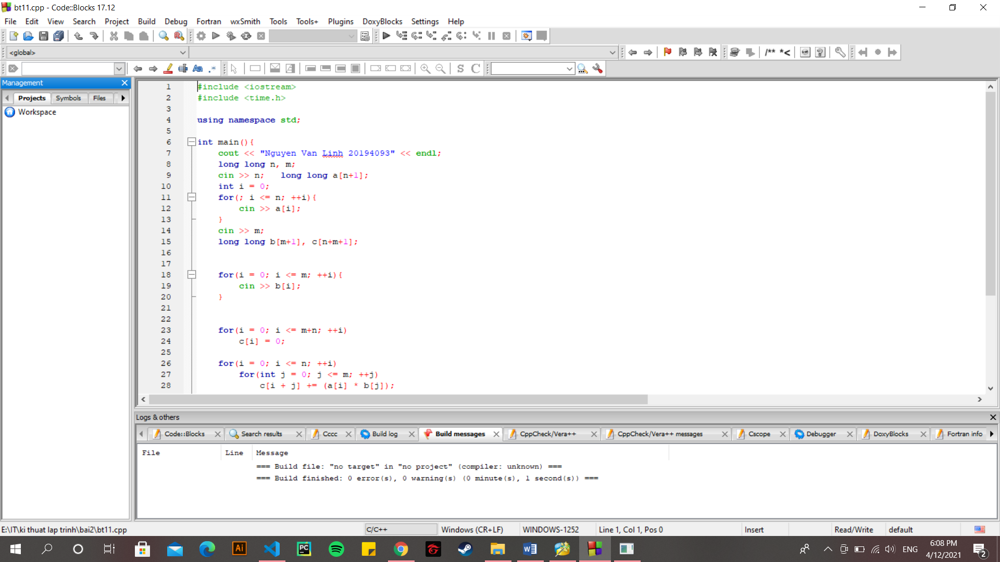 bt11.cpp - Code::Blocks 17.12
File Edit View Search Project Build Debug Fortran wxSmith Tools Tools+ Plugins DoxyBlocks Settings Help
<global>
/** *<
Management
Projects Symbols Files
Workspace
1 #include <iostream>
2 #include <time.h>
3
4 using namespace std;
5
6 int main(){
7 cout << "Nguyen Van Linh 20194093" << endl;
8 long long n, m;
9 cin >> n; long long a[n+1];
10 int i = 0;
11 for(; i <= n; ++i){
12 cin >> a[i];
13 }
14 cin >> m;
15 long long b[m+1], c[n+m+1];
16
17
18 for(i = 0; i <= m; ++i){
19 cin >> b[i];
20 }
21
22
23 for(i = 0; i <= m+n; ++i)
24 c[i] = 0;
25
26 for(i = 0; i <= n; ++i)
27 for(int j = 0; j <= m; ++j)
28 c[i + j] += (a[i] * b[j]);
Logs & others
Code::Blocks Search results Cccc Build log Build messages CppCheck/Vera++ CppCheck/Vera++ messages Cscope Debugger DoxyBlocks Fortran info
File Line Message
=== Build file: "no target" in "no project" (compiler: unknown) ===
=== Build finished: 0 error(s), 0 warning(s) (0 minute(s), 1 second(s)) ===
E:\IT\ki thuat lap trinh\bai2\bt11.cpp C/C++ Windows (CR+LF) WINDOWS-1252 Line 1, Col 1, Pos 0 Insert Read/Write default
Ai PC W ENG 6:08 PM
4/12/2021 2